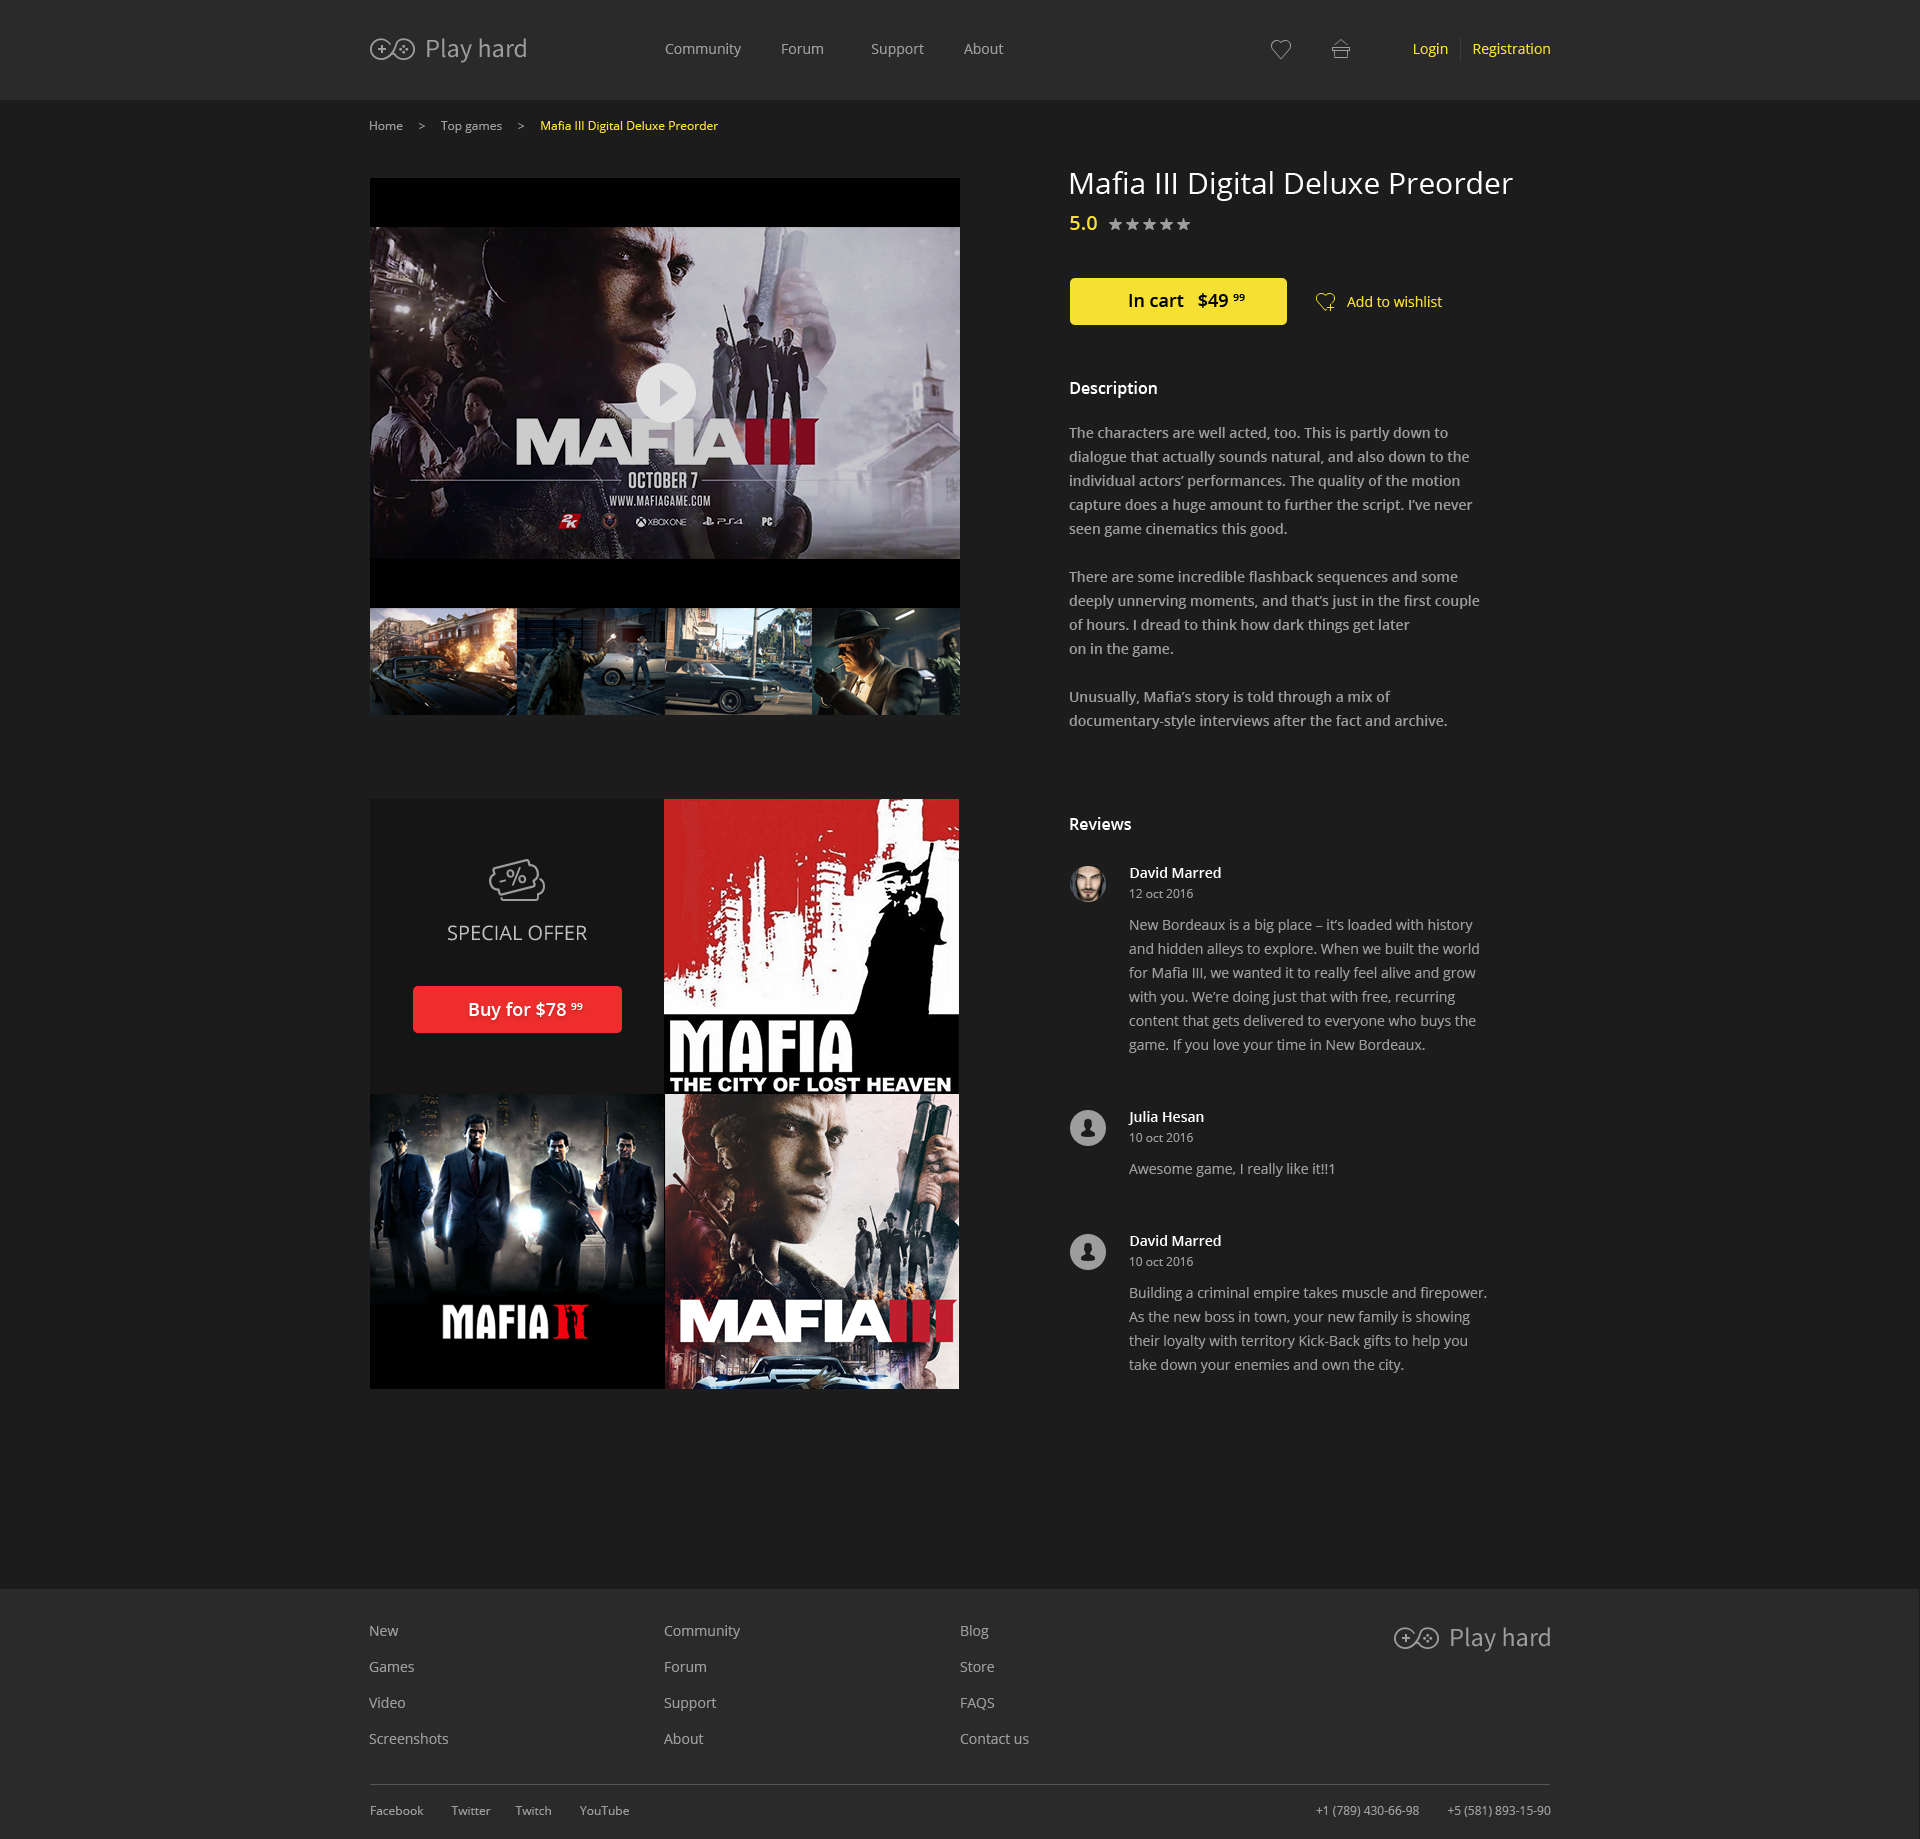 Play hard
Community
Forum
Support
About
Login
Registration
Home > Top games > Mafia III Digital Deluxe Preorder
MAFIA III
OCTOBER 7
WWW.MAFIAGAME.COM
2K
XBOX ONE
PS4
PC
Mafia III Digital Deluxe Preorder
5.0
In cart $49 99
Add to wishlist
Description
The characters are well acted, too. This is partly down to
dialogue that actually sounds natural, and also down to the
individual actors’ performances. The quality of the motion
capture does a huge amount to further the script. I’ve never
seen game cinematics this good.
There are some incredible flashback sequences and some
deeply unnerving moments, and that’s just in the first couple
of hours. I dread to think how dark things get later
on in the game.
Unusually, Mafia’s story is told through a mix of
documentary-style interviews after the fact and archive.
%
SPECIAL OFFER
Buy for $78 99
MAFIA
THE CITY OF LOST HEAVEN
MAFIA II
MAFIA III
Reviews
David Marred
12 oct 2016
New Bordeaux is a big place – it’s loaded with history
and hidden alleys to explore. When we built the world
for Mafia III, we wanted it to really feel alive and grow
with you. We’re doing just that with free, recurring
content that gets delivered to everyone who buys the
game. If you love your time in New Bordeaux.
Julia Hesan
10 oct 2016
Awesome game, I really like it!!1
David Marred
10 oct 2016
Building a criminal empire takes muscle and firepower.
As the new boss in town, your new family is showing
their loyalty with territory Kick-Back gifts to help you
take down your enemies and own the city.
New
Games
Video
Screenshots
Community
Forum
Support
About
Blog
Store
FAQS
Contact us
Play hard
Facebook
Twitter
Twitch
YouTube
+1 (789) 430-66-98
+5 (581) 893-15-90